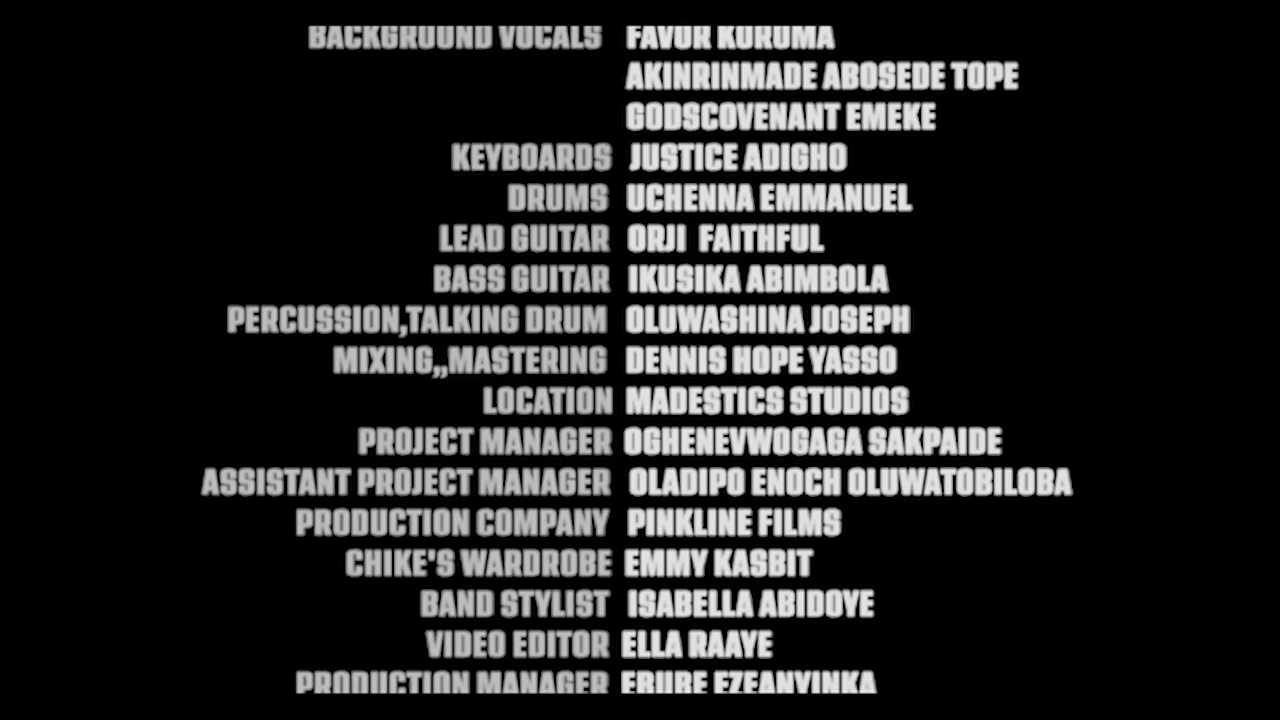 BACKGROUND VOCALS FAVUR KURUMA
AKINRINMADE ABOSEDE TOPE
GODSCOVENANT EMEKE
KEYBOARDS JUSTICE ADIGHO
DRUMS UCHENNA EMMANUEL
LEAD GUITAR ORJI FAITHFUL
BASS GUITAR IKUSIKA ABIMBOLA
PERCUSSION,TALKING DRUM OLUWASHINA JOSEPH
MIXING,,MASTERING DENNIS HOPE YASSO
LOCATION MADESTICS STUDIOS
PROJECT MANAGER OGHENEVWOGAGA SAKPAIDE
ASSISTANT PROJECT MANAGER OLADIPO ENOCH OLUWATOBILOBA
PRODUCTION COMPANY PINKLINE FILMS
CHIKE'S WARDROBE EMMY KASBIT
BAND STYLIST ISABELLA ABIDOYE
VIDEO EDITOR ELLA RAAYE
PRODUCTION MANAGER EZEANYINKA